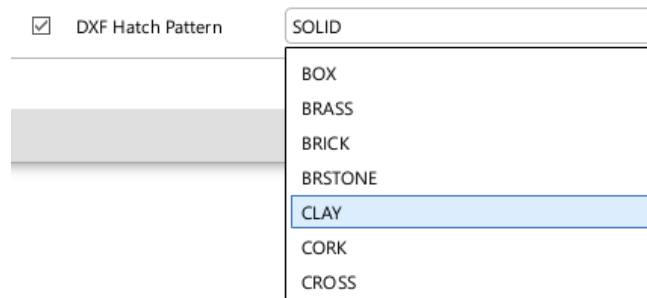 DXF Hatch Pattern SOLID
BOX
BRASS
BRICK
BRSTONE
CLAY
CORK
CROSS